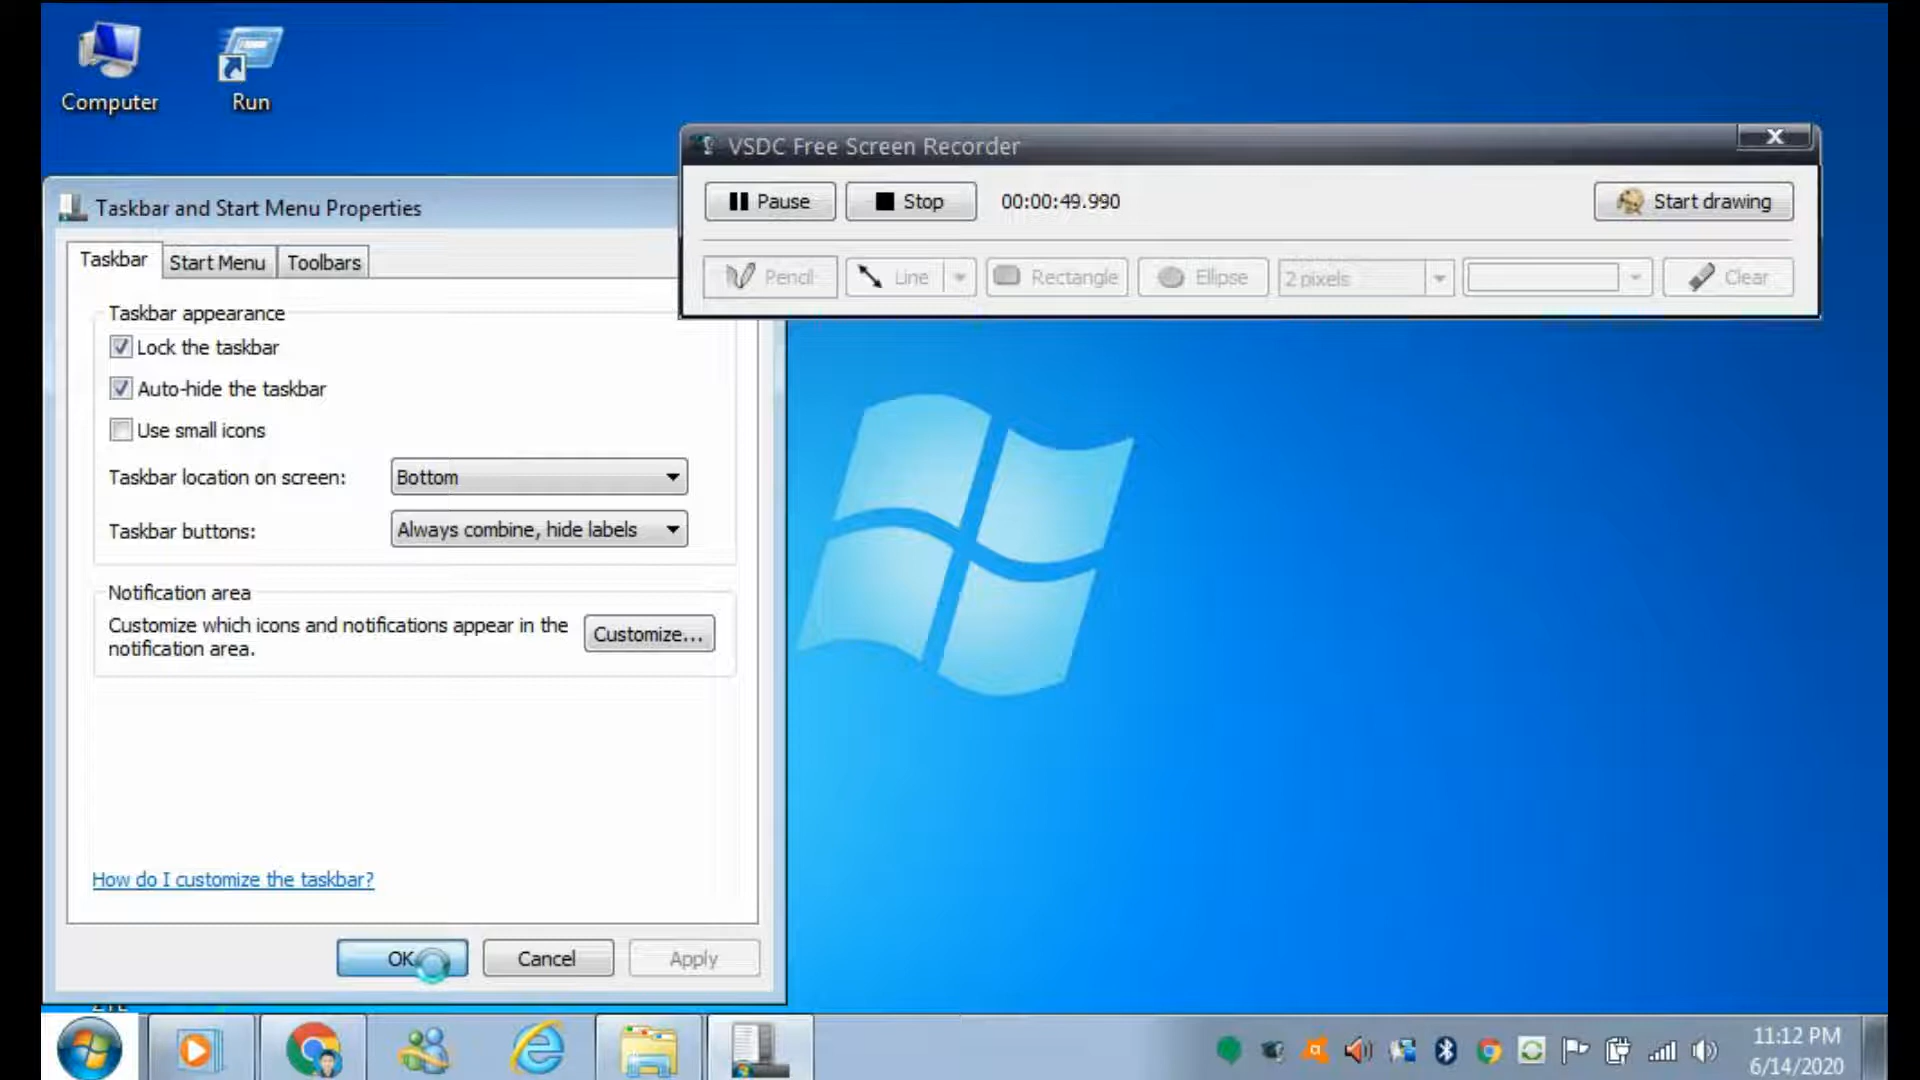 Computer
Run
VSDC Free Screen Recorder
X
Pause
Stop
00:00:49.990
Start drawing
Pencil
Line
Rectangle
Ellipse
2 pixels
Clear
Taskbar and Start Menu Properties
Taskbar
Start Menu
Toolbars
Taskbar appearance
Lock the taskbar
Auto-hide the taskbar
Use small icons
Taskbar location on screen:
Bottom
Taskbar buttons:
Always combine, hide labels
Notification area
Customize which icons and notifications appear in the
notification area.
Customize...
How do I customize the taskbar?
OK
Cancel
Apply
11:12 PM
6/14/2020